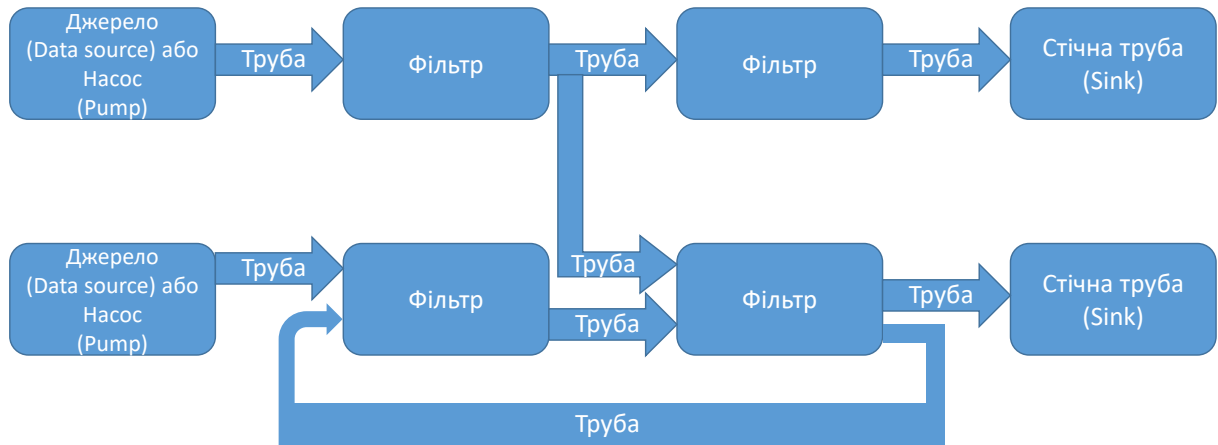 Джерело
(Data source) або
Насос
(Pump)
Труба
Фільтр
Труба
Фільтр
Труба
Стічна труба
(Sink)
Джерело
(Data source) або
Насос
(Pump)
Труба
Фільтр
Труба
Труба
Фільтр
Труба
Стічна труба
(Sink)
Труба